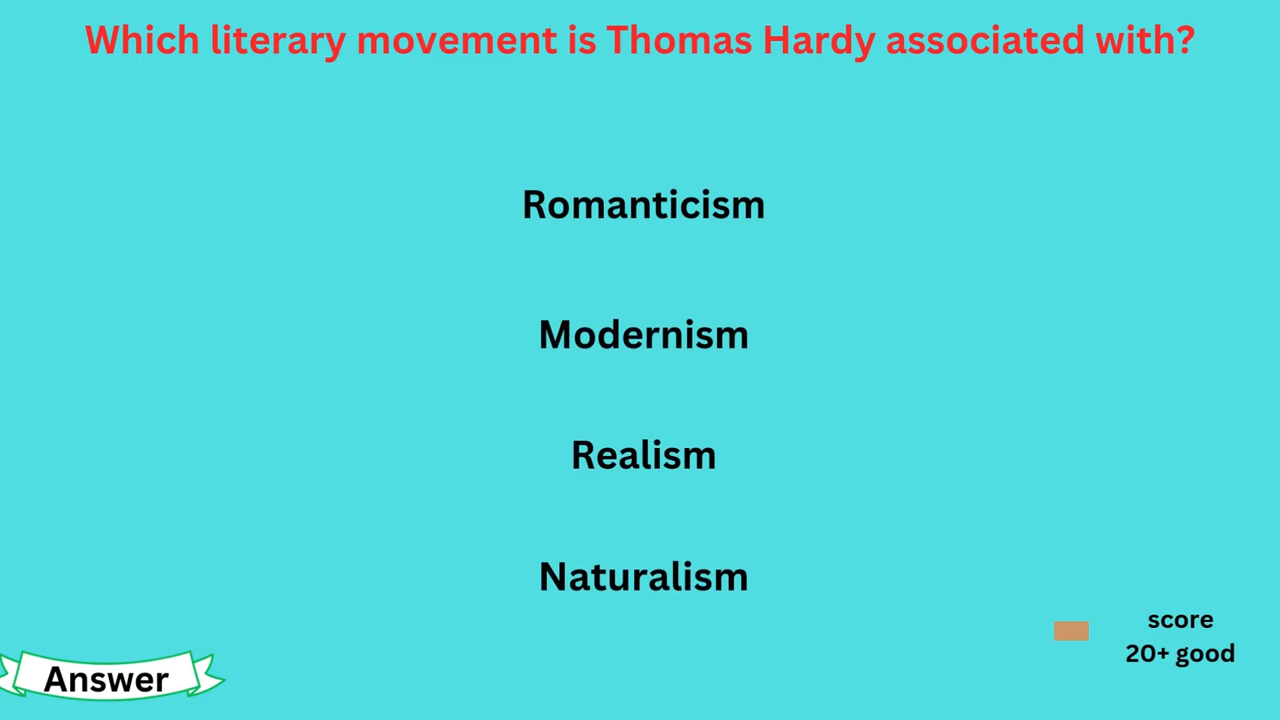 Which literary movement is Thomas Hardy associated with?
Romanticism
Modernism
Realism
Naturalism
score
20+ good
Answer